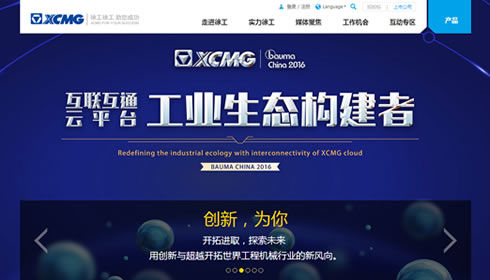 登录 / 注册 Language
XCMG 徐工徐工 助您成功
XCMG FOR YOUR SUCCESS
走进徐工 实力徐工 媒体聚焦 工作机会 互动专区 产品
XCMG bauma China 2016
互联互通
云平台
工业生态构建者
Redefining the industrial ecology with interconnectivity of XCMG cloud
BAUMA CHINA 2016
创新，为你
开拓进取，探索未来
用创新与超越开拓世界工程机械行业的新风向。